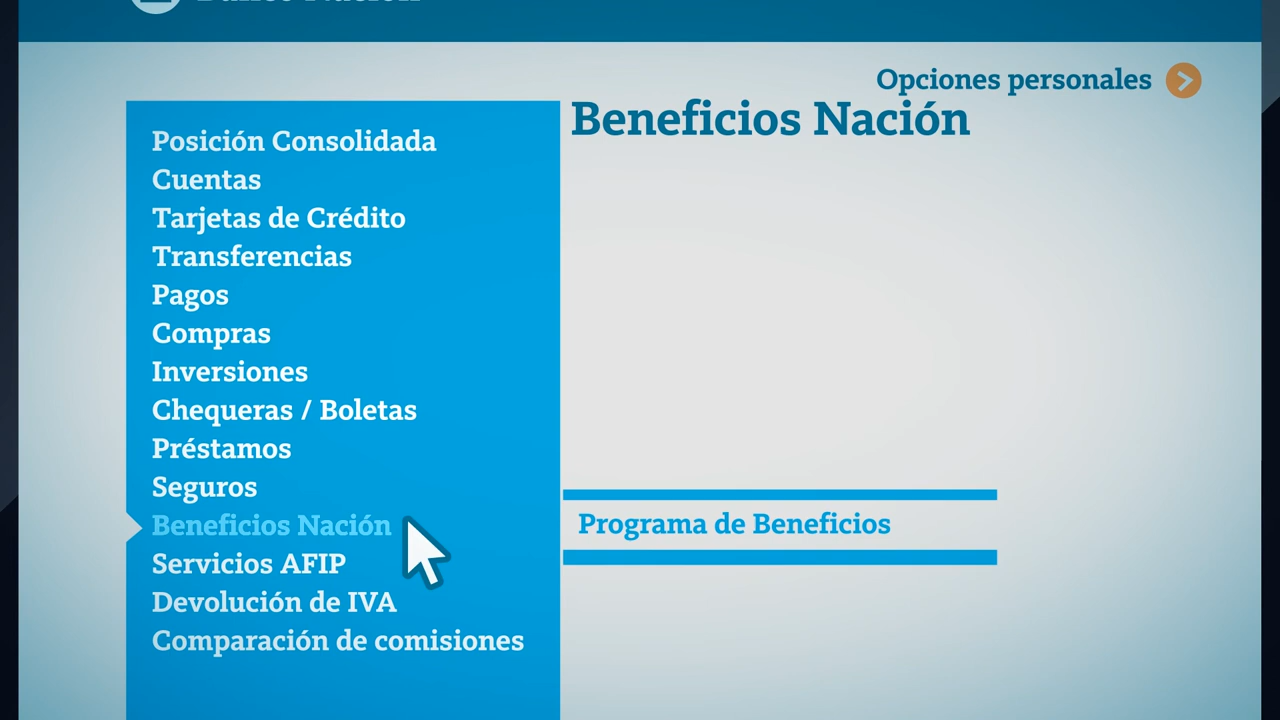 Opciones personales
Beneficios Nación
Posición Consolidada
Cuentas
Tarjetas de Crédito
Transferencias
Pagos
Compras
Inversiones
Chequeras / Boletas
Préstamos
Seguros
Beneficios Nación
Programa de Beneficios
Servicios AFIP
Devolución de IVA
Comparación de comisiones